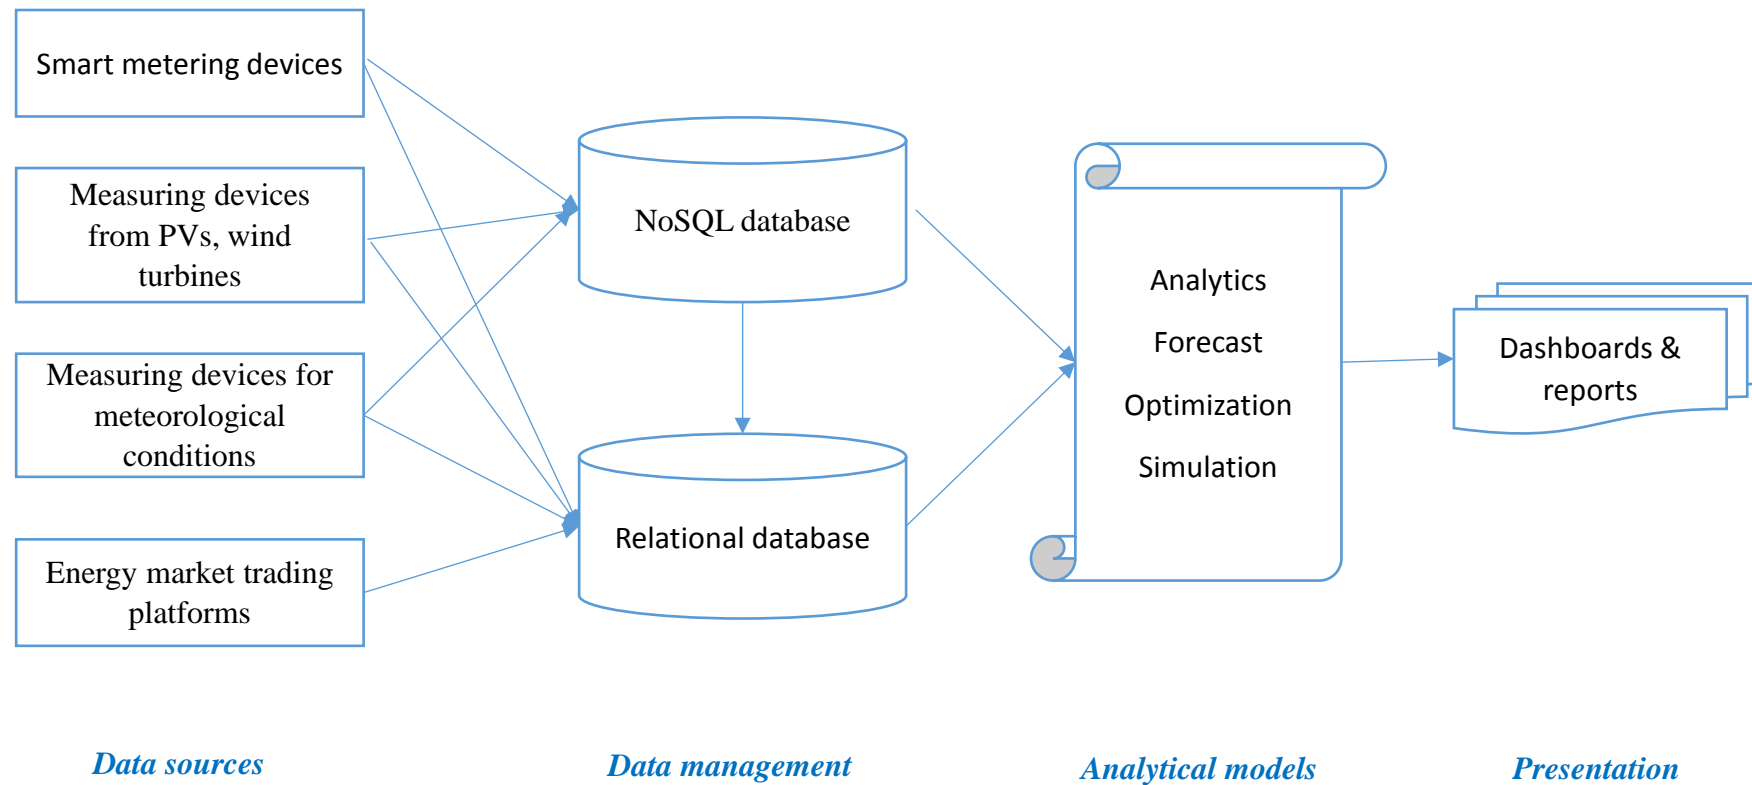 Smart metering devices
Measuring devices
from PVs, wind
turbines
Measuring devices for
meteorological
conditions
Energy market trading
platforms
NoSQL database
Relational database
Analytics
Forecast
Optimization
Simulation
Dashboards &
reports
Data sources
Data management
Analytical models
Presentation